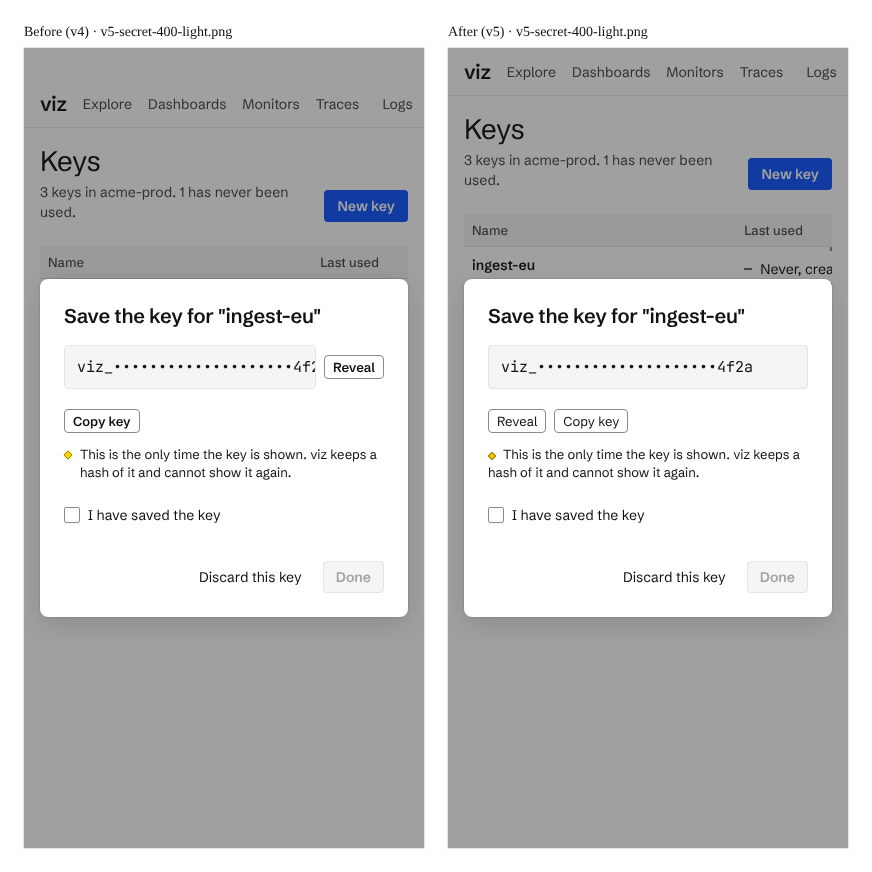 Before (v4) · v5-secret-400-light.png
viz Explore Dashboards Monitors Traces Logs
Keys
3 keys in acme-prod. 1 has never been
used.
New key
Name Last used
Save the key for "ingest-eu"
viz_•••••••••••••••••••4f2
Reveal
Copy key
This is the only time the key is shown. viz keeps a
hash of it and cannot show it again.
I have saved the key
Discard this key Done
After (v5) · v5-secret-400-light.png
viz Explore Dashboards Monitors Traces Logs
Keys
3 keys in acme-prod. 1 has never been
used.
New key
Name Last used
ingest-eu – Never, crea
Save the key for "ingest-eu"
viz_••••••••••••••••••••4f2a
Reveal Copy key
This is the only time the key is shown. viz keeps a
hash of it and cannot show it again.
I have saved the key
Discard this key Done